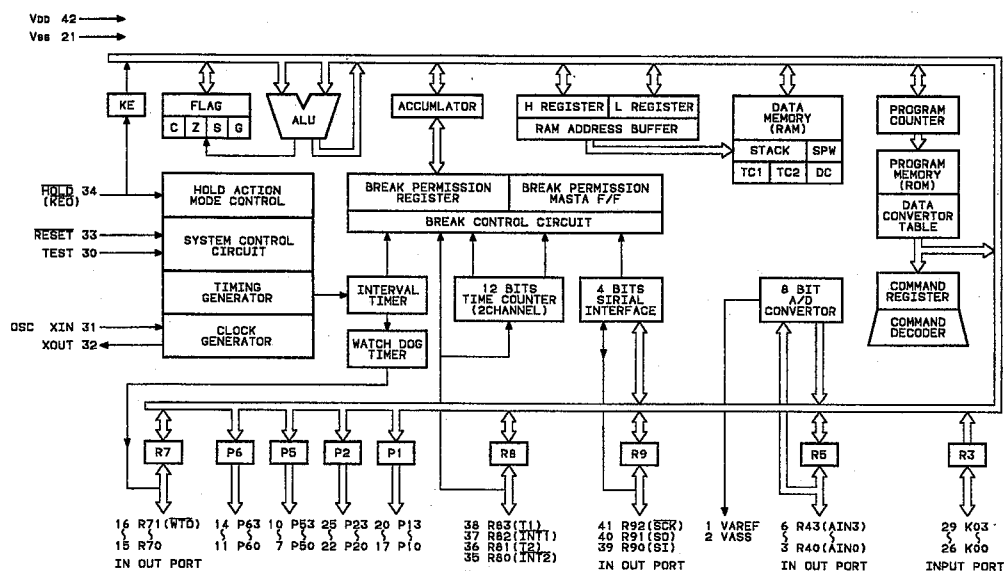 VDD 42
VSS 21
KE
FLAG
C Z S G
ALU
ACCUMLATOR
H REGISTER L REGISTER
RAM ADDRESS BUFFER
DATA
MEMORY
(RAM)
STACK SPW
TC1 TC2 DC
PROGRAM
COUNTER
PROGRAM
MEMORY
(ROM)
DATA
CONVERTOR
TABLE
HOLD 34
(KEO)
HOLD ACTION
MODE CONTROL
BREAK PERMISSION
REGISTER
BREAK PERMISSION
MASTA F/F
BREAK CONTROL CIRCUIT
RESET 33
TEST 30
SYSTEM CONTROL
CIRCUIT
TIMING
GENERATOR
INTERVAL
TIMER
12 BITS
TIME COUNTER
(2CHANNEL)
4 BITS
SIRIAL
INTERFACE
8 BIT
A/D
CONVERTOR
COMMAND
REGISTER
COMMAND
DECODER
OSC XIN 31
XOUT 32
CLOCK
GENERATOR
WATCH DOG
TIMER
R7 P6 P5 P2 P1 R8 R9 R5 R3
16 R71(WTO)
15 R70
IN OUT PORT
14 P63
11 P60
10 P53
7 P50
25 P23
22 P20
20 P13
17 P10
38 R83(T1)
37 R82(INT1)
36 R81(T2)
35 R80(INT2)
41 R92(SCK)
40 R91(SO)
39 R90(SI)
IN OUT PORT
1 VAREF
2 VASS
6 R43(AIN3)
3 R40(AIN0)
IN OUT PORT
29 K03
26 K00
INPUT PORT